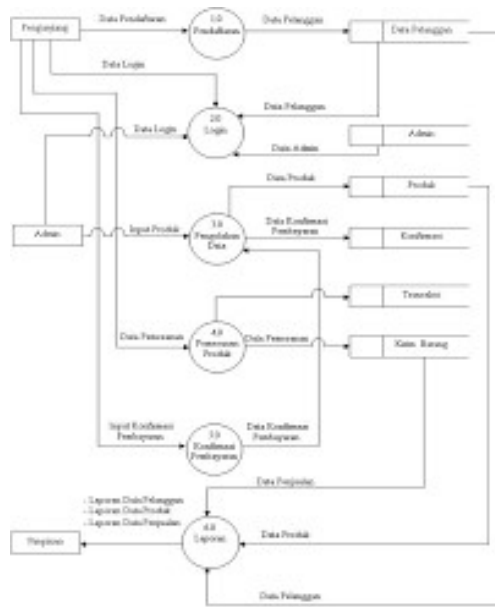 Pengunjung
Data Pendaftaran
1.0
Pendaftaran
Data Pelanggan
Data Pelanggan
Data Login
Data Pelanggan
2.0
Login
Data Login
Admin
Data Admin
Data Produk
Produk
3.0
Pengolahan
Data
Admin
Input Produk
Data Konfirmasi
Pembayaran
Konfirmasi
Transaksi
4.0
Pemesanan
Produk
Data Pemesanan
Data Pemesanan
Kirim Barang
Input Konfirmasi
Pembayaran
Data Konfirmasi
Pembayaran
Konfirmasi
Pembayaran
Data Penjualan
- Laporan Data Pelanggan
- Laporan Data Produk
- Laporan Data Penjualan
6.0
Laporan
Pimpinan
Data Produk
Data Pelanggan